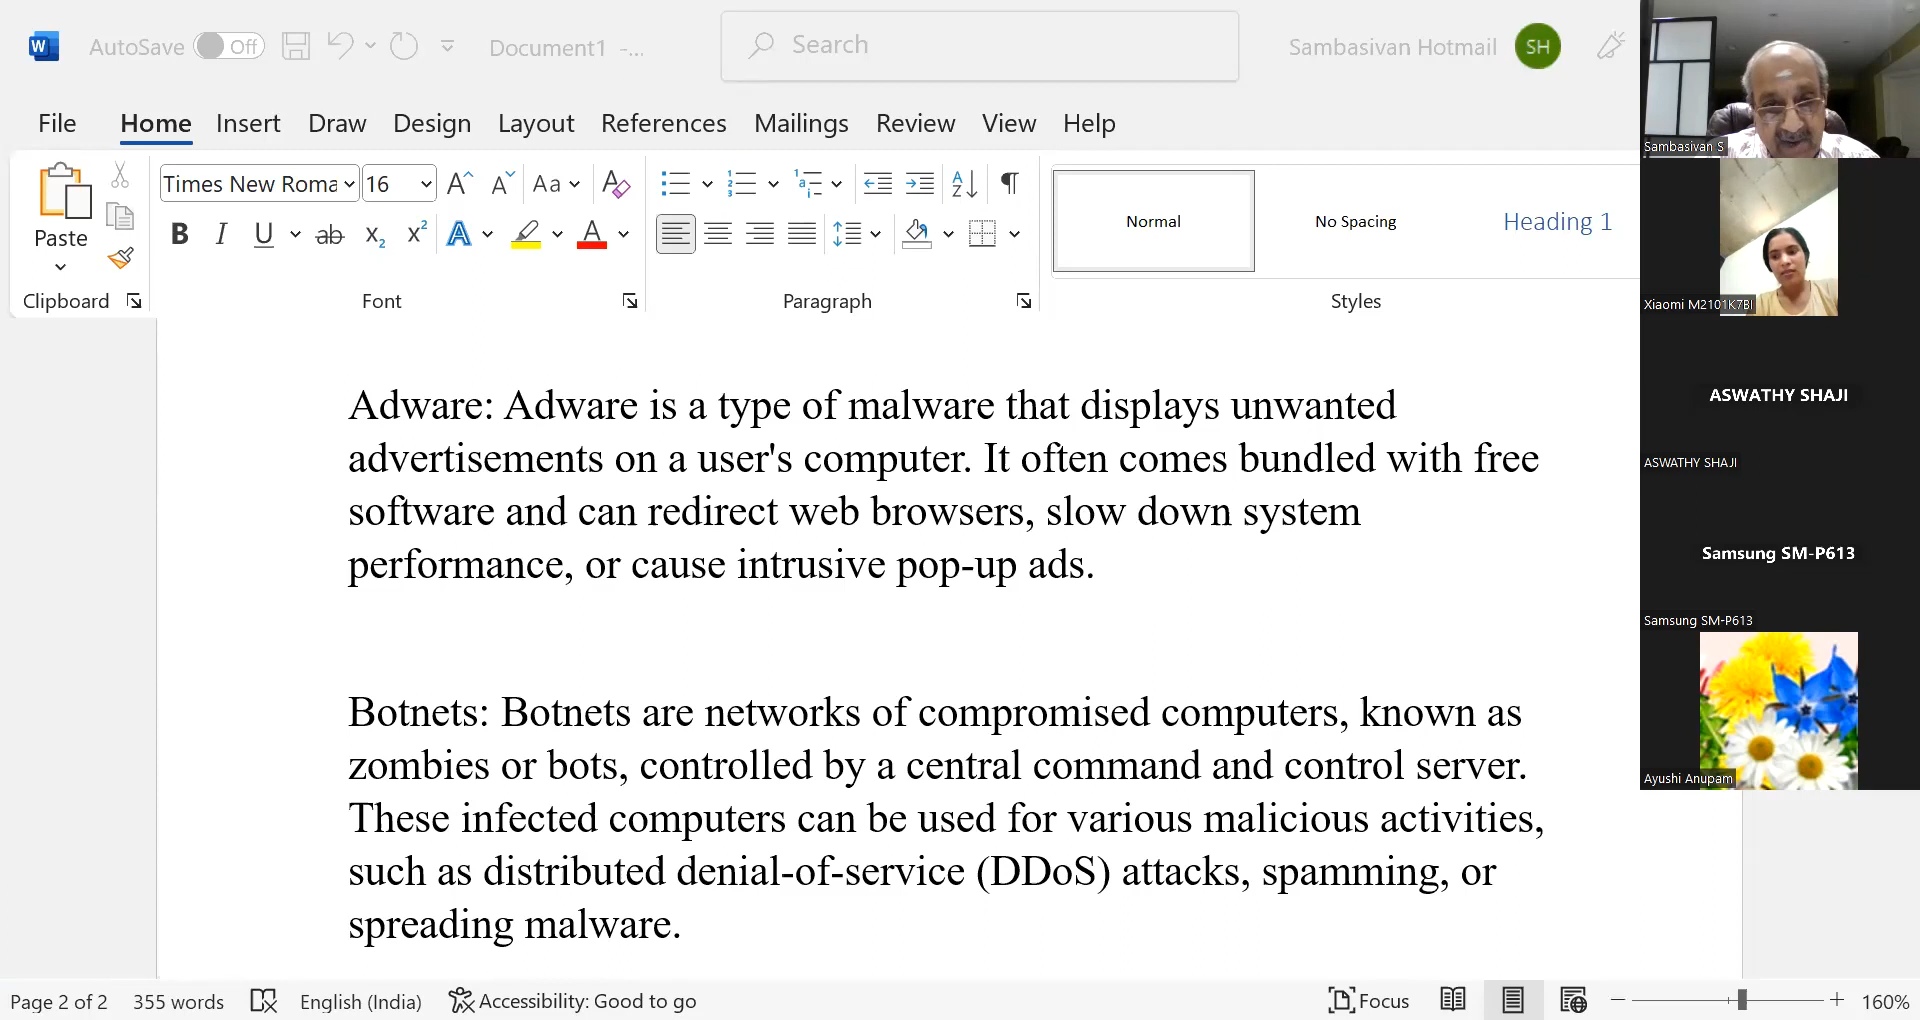 AutoSave Off Document1 -... Search Sambasivan Hotmail SH
File Home Insert Draw Design Layout References Mailings Review View Help
Paste
Clipboard
Times New Roma 16
Font
Paragraph
Normal No Spacing Heading 1
Styles
Adware: Adware is a type of malware that displays unwanted
advertisements on a user's computer. It often comes bundled with free
software and can redirect web browsers, slow down system
performance, or cause intrusive pop-up ads.
Botnets: Botnets are networks of compromised computers, known as
zombies or bots, controlled by a central command and control server.
These infected computers can be used for various malicious activities,
such as distributed denial-of-service (DDoS) attacks, spamming, or
spreading malware.
Page 2 of 2 355 words English (India) Accessibility: Good to go Focus 160%
Sambasivan S
Xiaomi M2101K7BI
ASWATHY SHAJI
ASWATHY SHAJI
Samsung SM-P613
Samsung SM-P613
Ayushi Anupam